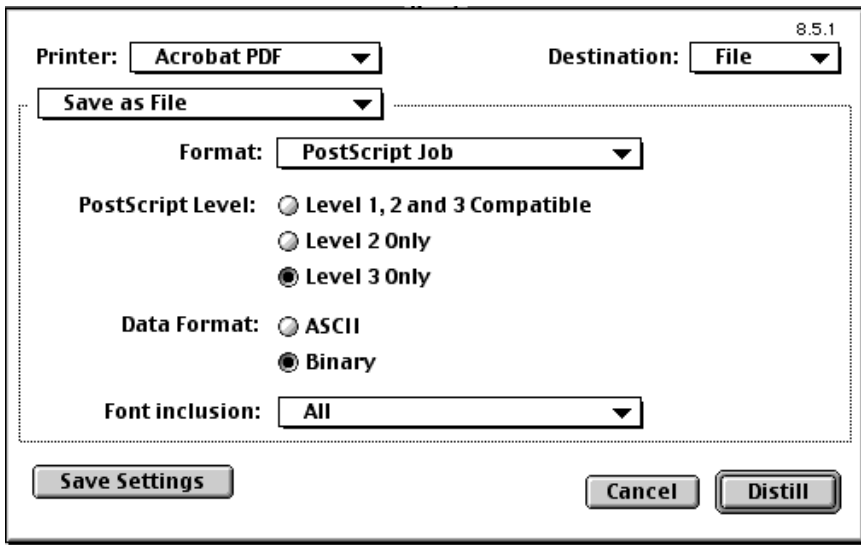 8.5.1
Printer: Acrobat PDF Destination: File
Save as File
Format: PostScript Job
PostScript Level: Level 1, 2 and 3 Compatible
Level 2 Only
Level 3 Only
Data Format: ASCII
Binary
Font inclusion: All
Save Settings
Cancel Distill